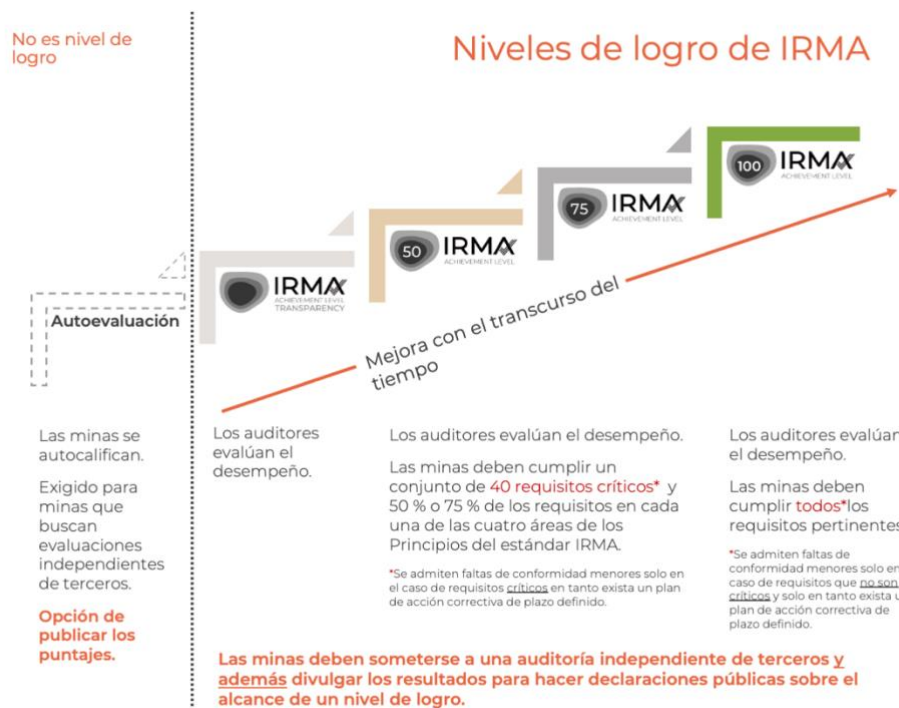 No es nivel de
logro
Niveles de logro de IRMA
Autoevaluación
IRMA
ACHIEVEMENT LEVEL
TRANSPARENCY
50 IRMA
ACHIEVEMENT LEVEL
75 IRMA
ACHIEVEMENT LEVEL
100 IRMA
ACHIEVEMENT LEVEL
Mejora con el transcurso del
tiempo
Las minas se
autocalifican.
Exigido para
minas que
buscan
evaluaciones
independientes
de terceros.
Opción de
publicar los
puntajes.
Los auditores
evalúan el
desempeño.
Los auditores evalúan el desempeño.
Las minas deben cumplir un
conjunto de 40 requisitos críticos* y
50 % o 75 % de los requisitos en cada
una de las cuatro áreas de los
Principios del estándar IRMA.
*Se admiten faltas de conformidad menores solo en
el caso de requisitos críticos en tanto exista un plan
de acción correctiva de plazo definido.
Los auditores evalúan
el desempeño.
Las minas deben
cumplir todos*los
requisitos pertinentes
*Se admiten faltas de
conformidad menores solo en
caso de requisitos que no son
críticos y solo en tanto exista u
plan de acción correctiva de
plazo definido.
Las minas deben someterse a una auditoría independiente de terceros y
además divulgar los resultados para hacer declaraciones públicas sobre el
alcance de un nivel de logro.